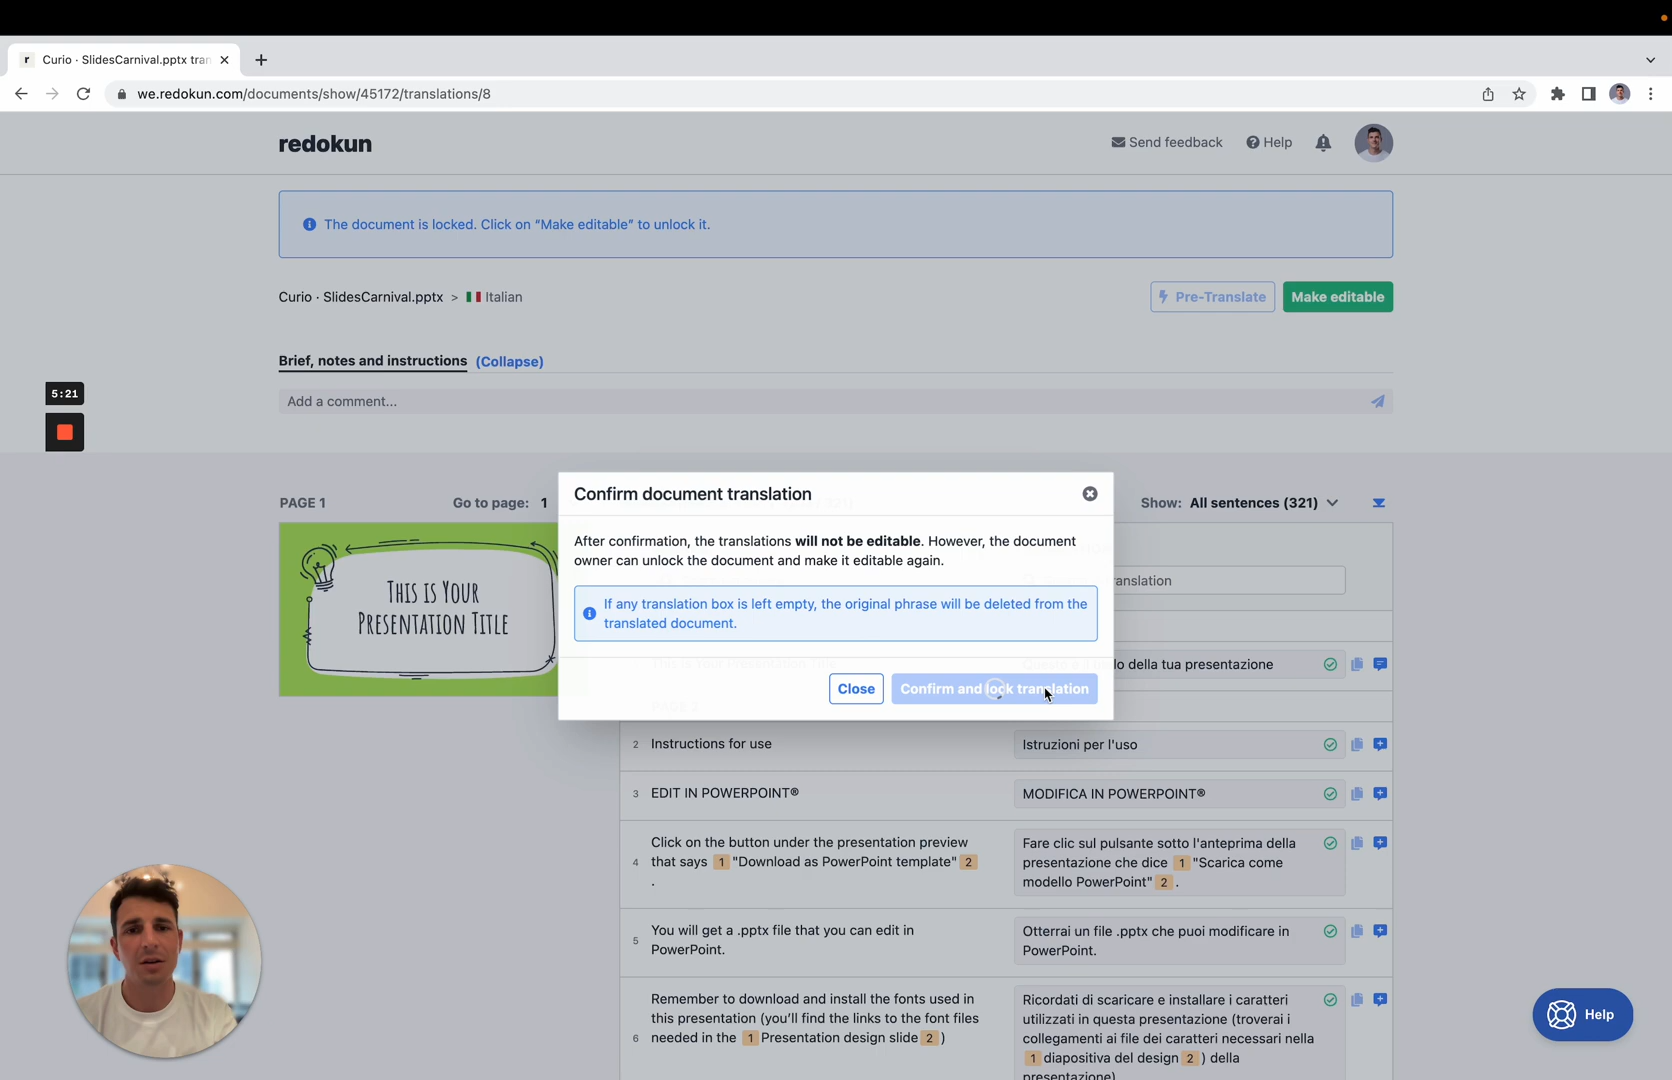 Curio · SlidesCarnival.pptx tran
we.redokun.com/documents/show/45172/translations/8
redokun
Send feedback
Help
The document is locked. Click on “Make editable” to unlock it.
Curio · SlidesCarnival.pptx > Italian
Pre-Translate
Make editable
Brief, notes and instructions (Collapse)
5:21
Add a comment...
PAGE 1
Go to page: 1
Show: All sentences (321)
THIS IS YOUR
PRESENTATION TITLE
Confirm document translation
After confirmation, the translations will not be editable. However, the document
owner can unlock the document and make it editable again.
If any translation box is left empty, the original phrase will be deleted from the
translated document.
Close
Confirm and lock translation
lo della tua presentazione
2 Instructions for use
Istruzioni per l'uso
3 EDIT IN POWERPOINT®
MODIFICA IN POWERPOINT®
Click on the button under the presentation preview
4 that says 1 "Download as PowerPoint template" 2
.
Fare clic sul pulsante sotto l'anteprima della
presentazione che dice 1 "Scarica come
modello PowerPoint" 2 .
5 You will get a .pptx file that you can edit in
PowerPoint.
Otterrai un file .pptx che puoi modificare in
PowerPoint.
Remember to download and install the fonts used in
this presentation (you’ll find the links to the font files
6 needed in the 1 Presentation design slide 2 )
Ricordati di scaricare e installare i caratteri
utilizzati in questa presentazione (troverai i
collegamenti ai file dei caratteri necessari nella
1 diapositiva del design 2 ) della
presentazione)
Help